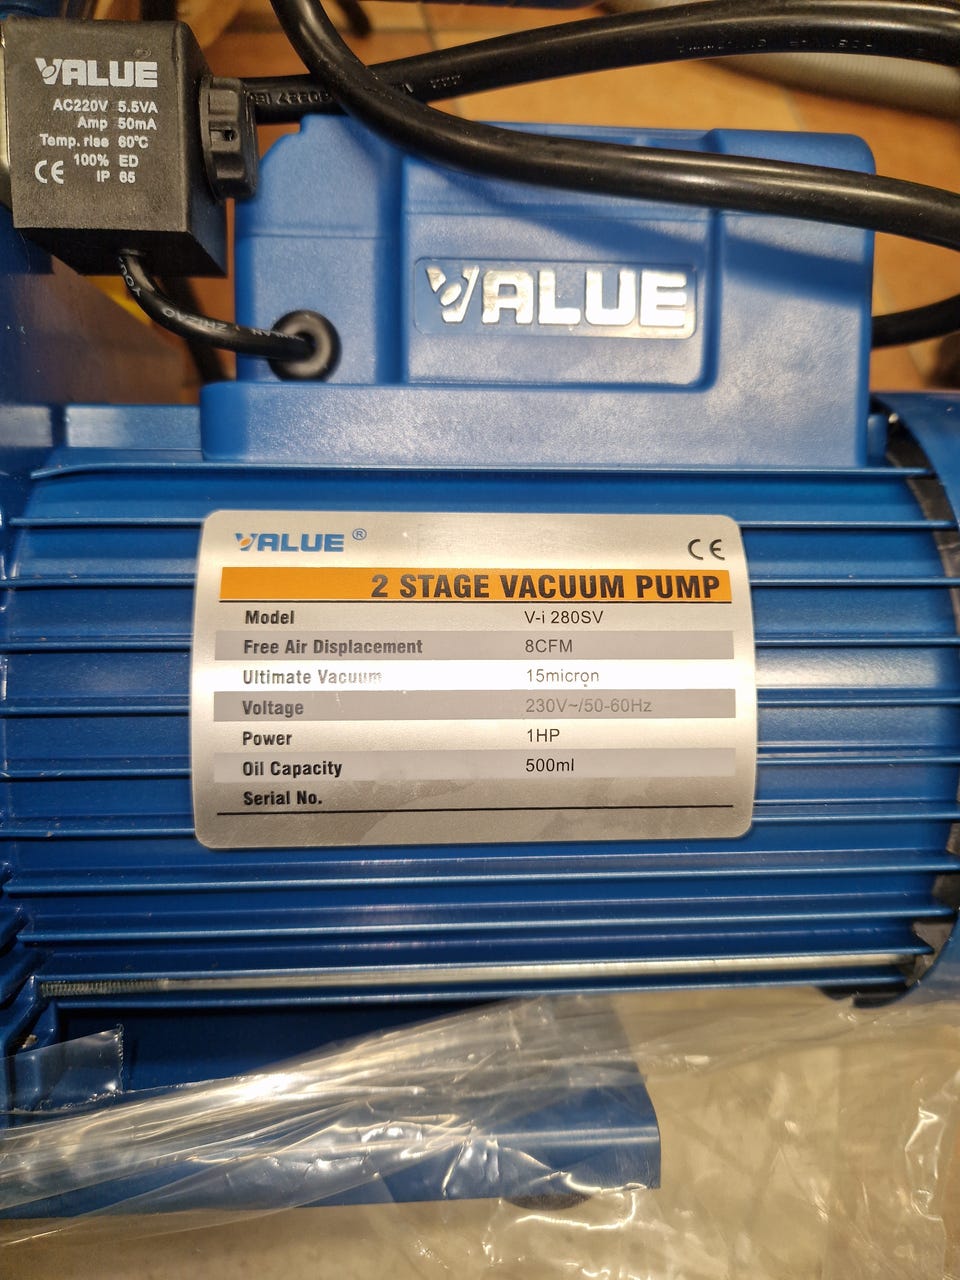 VALUE
AC220V 5.5VA
Amp 50mA
Temp. rise 60°C
100% ED
CE IP 65
VALUE
VALUE ®
CE
2 STAGE VACUUM PUMP
Model V-i 280SV
Free Air Displacement 8CFM
Ultimate Vacuum 15micron
Voltage 230V~/50-60Hz
Power 1HP
Oil Capacity 500ml
Serial No.